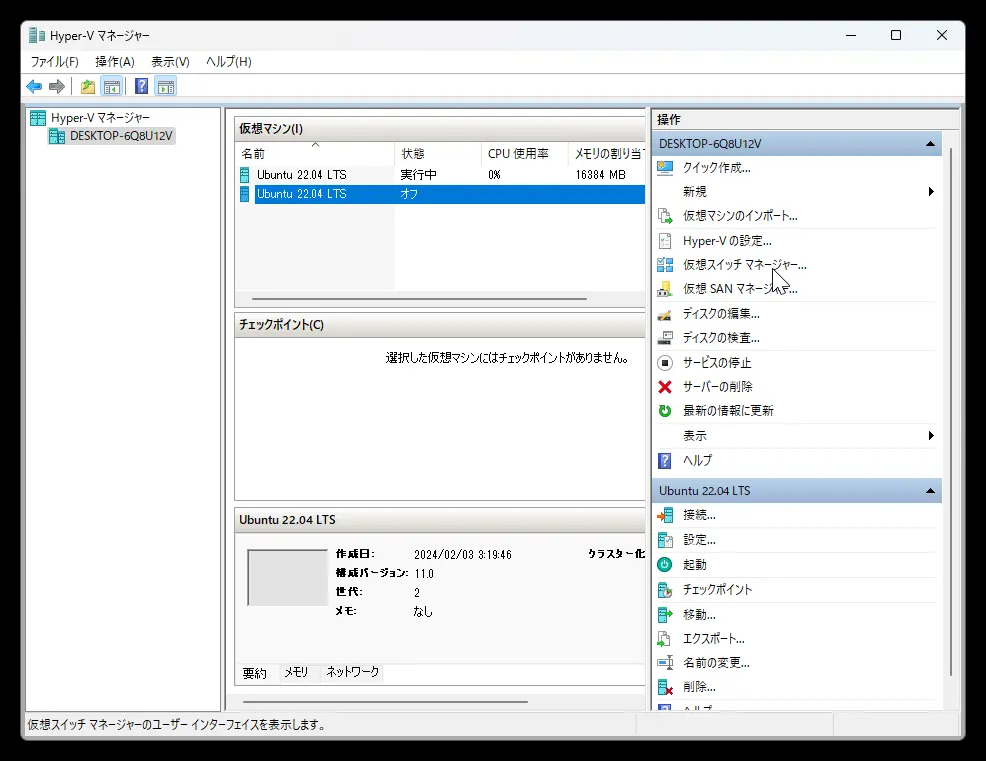 Hyper-V マネージャー
ファイル(F) 操作(A) 表示(V) ヘルプ(H)
Hyper-V マネージャー
DESKTOP-6Q8U12V
仮想マシン(I)
名前 状態 CPU 使用率 メモリの割り当
Ubuntu 22.04 LTS 実行中 0% 16384 MB
Ubuntu 22.04 LTS オフ
チェックポイント(C)
選択した仮想マシンにはチェックポイントがありません。
Ubuntu 22.04 LTS
作成日: 2024/02/03 3:19:46 クラスター化
構成バージョン: 11.0
世代: 2
メモ: なし
要約 メモリ ネットワーク
操作
DESKTOP-6Q8U12V
クイック作成...
新規
仮想マシンのインポート...
Hyper-V の設定...
仮想スイッチ マネージャー...
仮想 SAN マネージャー...
ディスクの編集...
ディスクの検査...
サービスの停止
サーバーの削除
最新の情報に更新
表示
ヘルプ
Ubuntu 22.04 LTS
接続...
設定...
起動
チェックポイント
移動...
エクスポート...
名前の変更...
削除...
ヘルプ
仮想スイッチ マネージャーのユーザー インターフェイスを表示します。